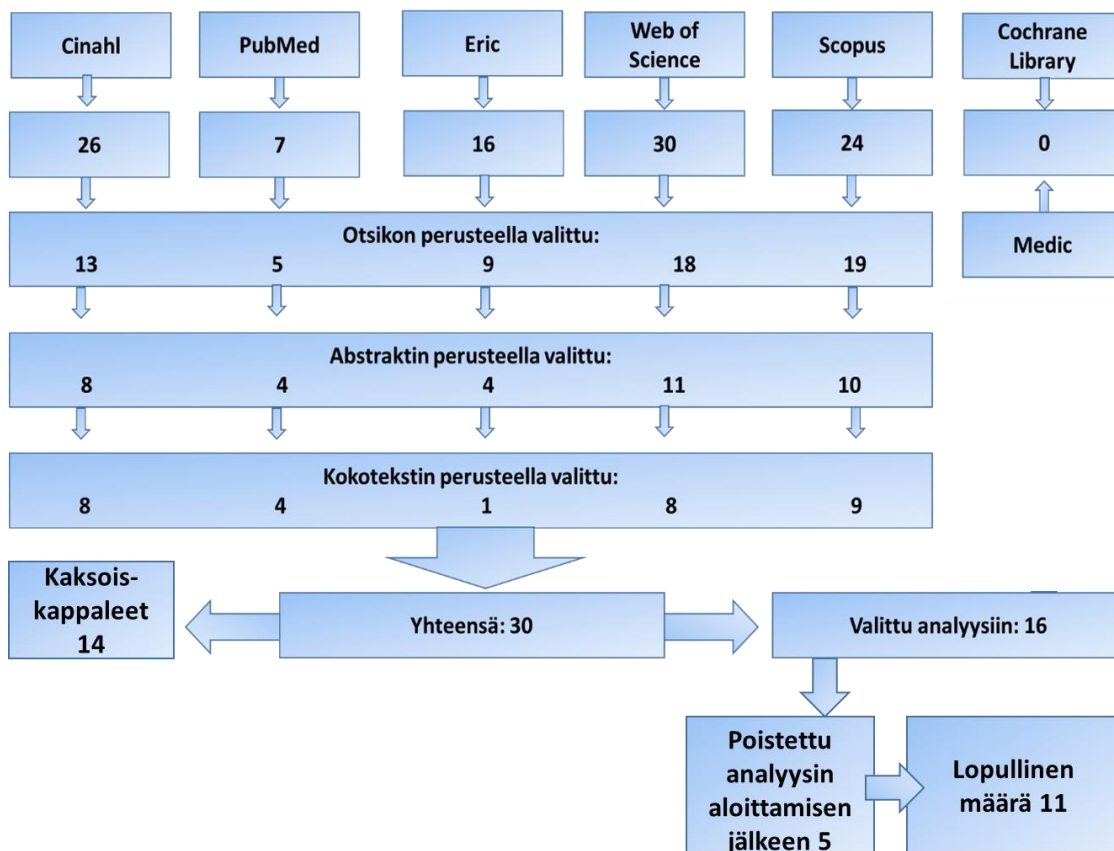 Cinahl
PubMed
Eric
Web of
Science
Scopus
Cochrane
Library
26
7
16
30
24
0
Otsikon perusteella valittu:
13 5 9 18 19
Medic
Abstraktin perusteella valittu:
8 4 4 11 10
Kokotekstin perusteella valittu:
8 4 1 8 9
Kaksois-
kappaleet
14
Yhteensä: 30
Valittu analyysiin: 16
Poistettu
analyysin
aloittamisen
jälkeen 5
Lopullinen
määrä 11